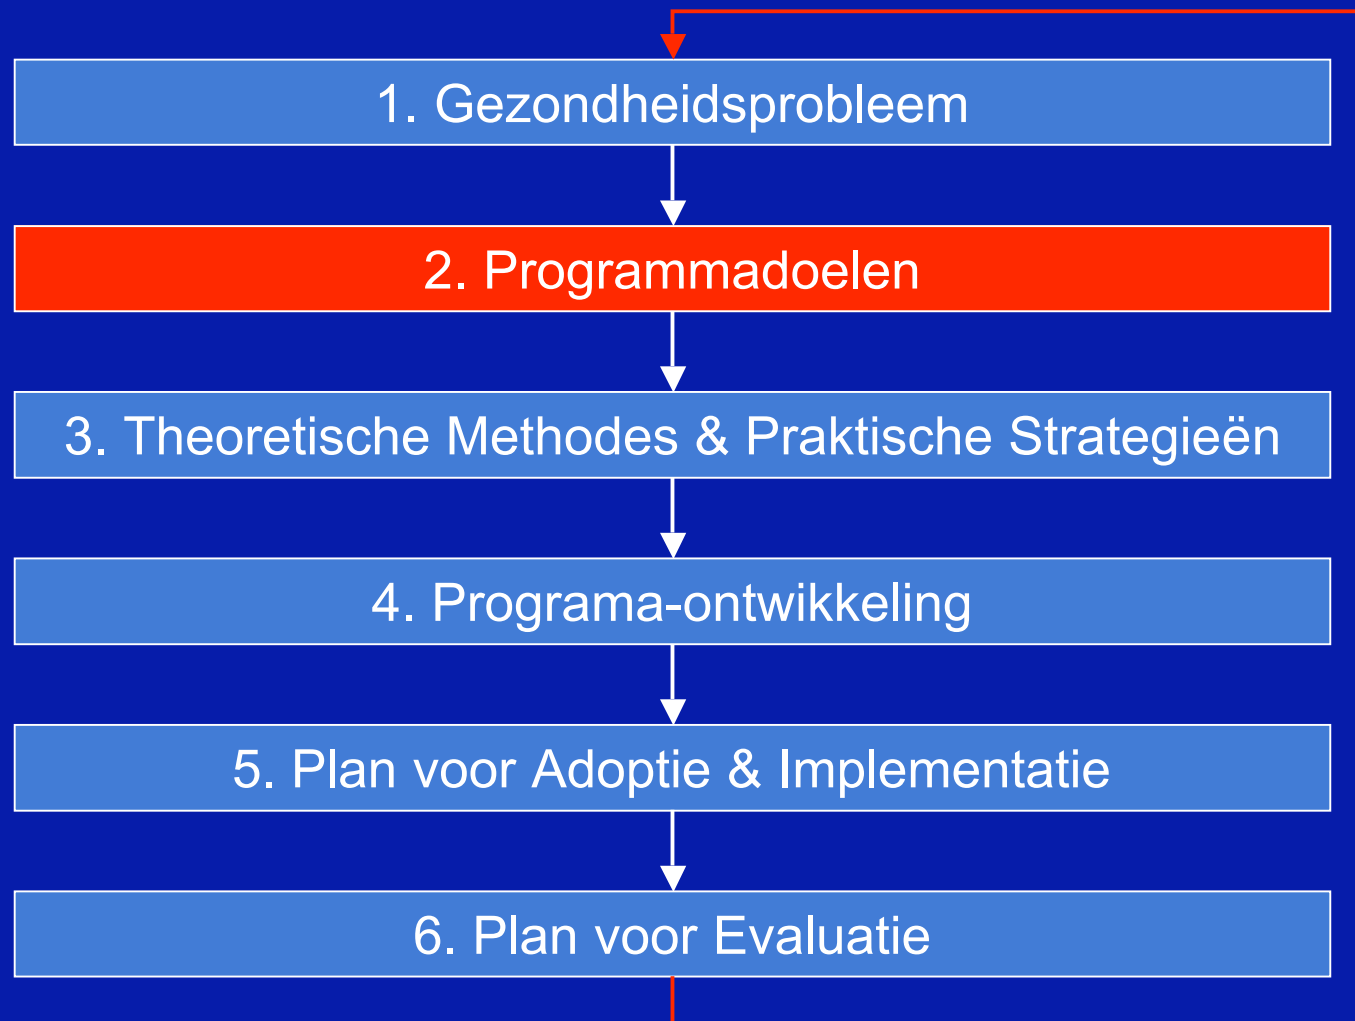 1. Gezondheidsprobleem
2. Programmadoelen
3. Theoretische Methodes & Praktische Strategieën
4. Programa-ontwikkeling
5. Plan voor Adoptie & Implementatie
6. Plan voor Evaluatie